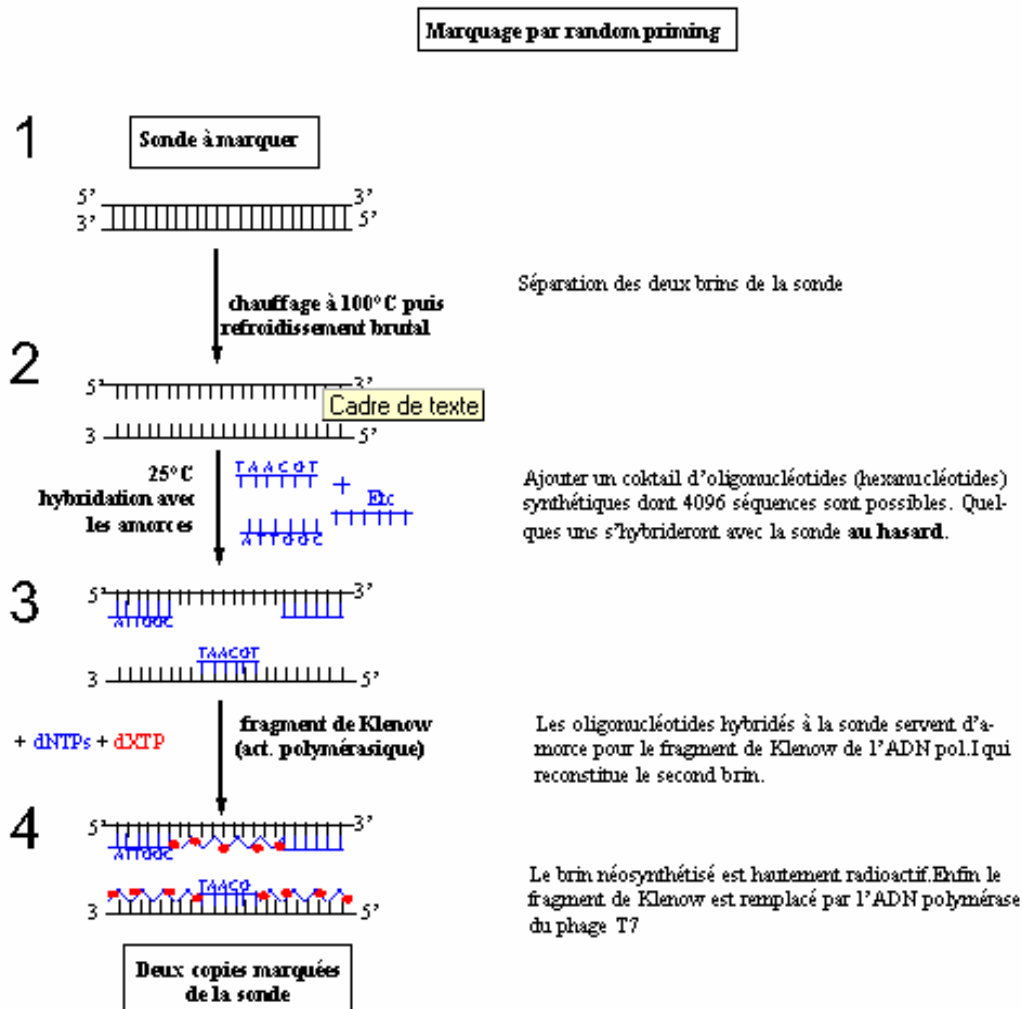 Marquage par random priming
1
Sonde à marquer
5’ 3’
3’ 5’
chauffage à 100°C puis
refroidissement brutal
Séparation des deux brins de la sonde
2
5’ 3’
Cadre de texte
3 5’
25°C
hybridation avec
les amorces
TAACGT
+
Etc
ATTGGC
Ajouter un coktail d’oligonucléotides (hexanucléotides)
synthétiques dont 4096 séquences sont possibles. Quel-
ques uns s’hybrideront avec la sonde au hasard.
3
5’ 3’
ATTGGC
TAACGT
3 5’
+ dNTPs + dXTP
fragment de Klenow
(act. polymérasique)
Les oligonucléotides hybridés à la sonde servent d’a-
morce pour le fragment de Klenow de l’ADN pol.I qui
reconstitue le second brin.
4
5’ 3’
ATTGGC
TAACG
3 5’
Le brin néosynthétisé est hautement radioactif.Enfin le
fragment de Klenow est remplacé par l’ADN polymérase
du phage T7
Deux copies marquées
de la sonde